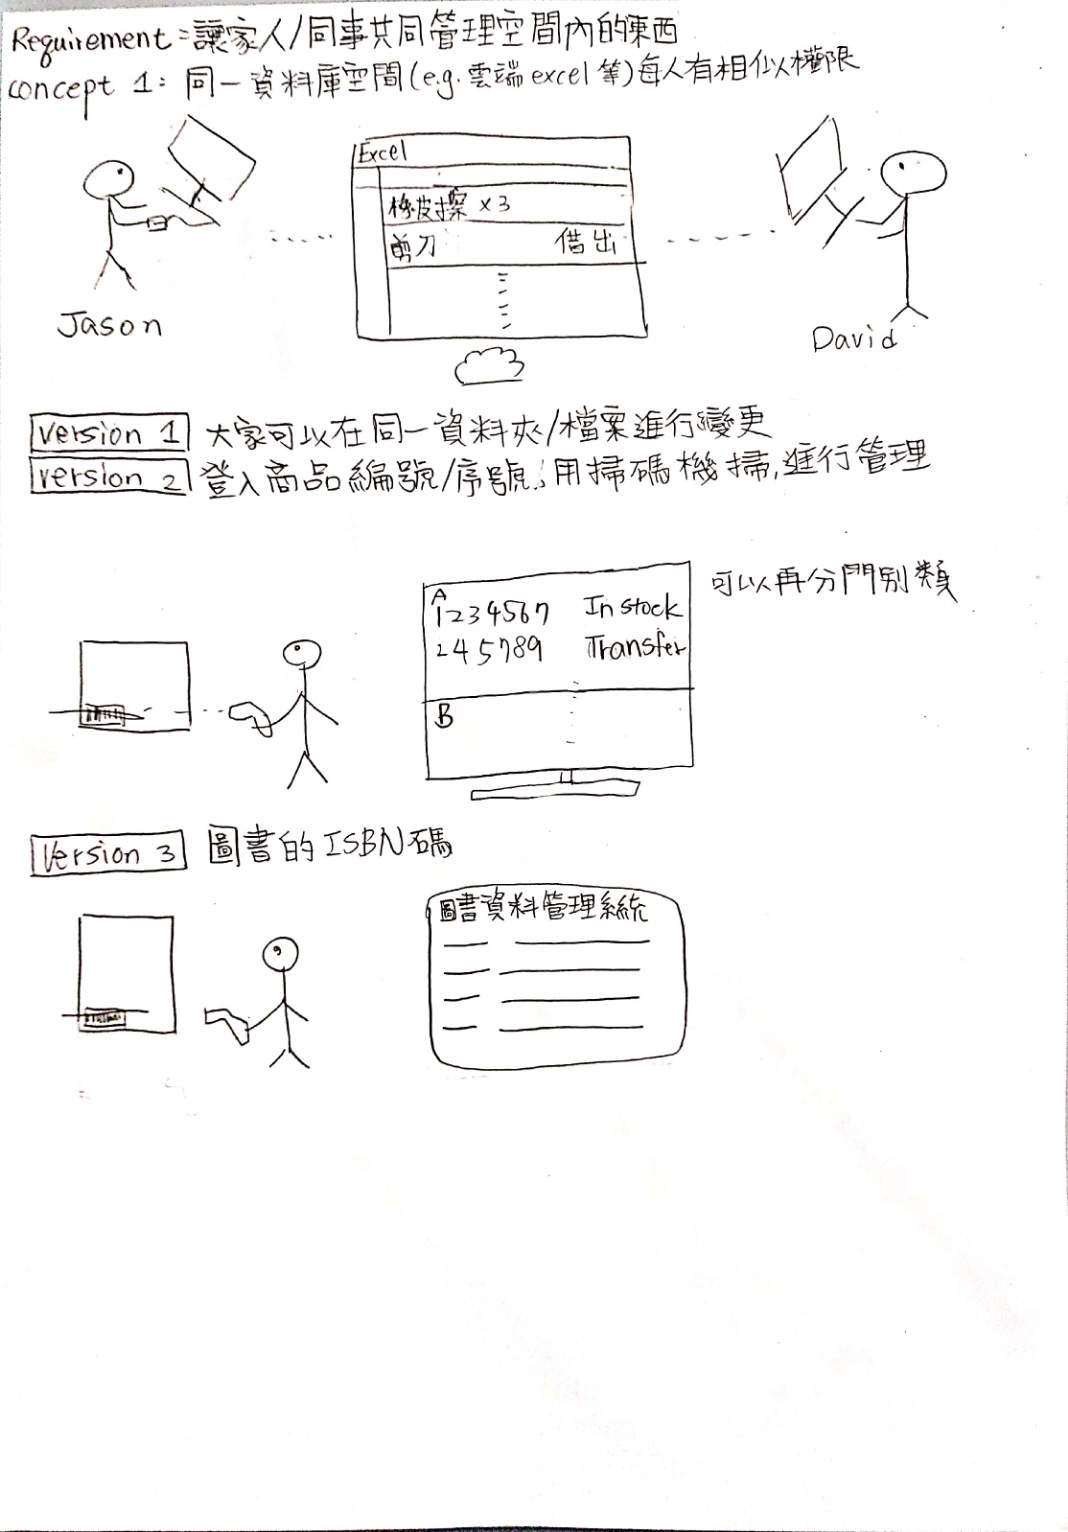 Requirement：讓家人/同事共同管理空間內的東西
concept 1：同一資料庫空間(e.g.雲端excel等)每人有相似權限
Excel
橡皮擦 x3
剪刀 借出
Jason
David
version 1 大家可以在同一資料夾/檔案進行變更
version 2 登入商品編號/序號；用掃碼機掃,進行管理
可以再分門別類
A
1234567 In stock
245789 Transfer
B
Version 3 圖書的ISBN碼
圖書資料管理系統